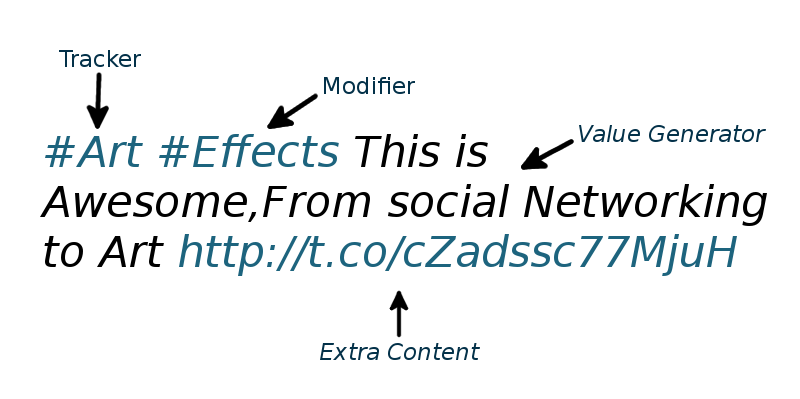 Tracker
Modifier
Value Generator
#Art #Effects This is
Awesome,From social Networking
to Art http://t.co/cZadssc77MjuH
Extra Content